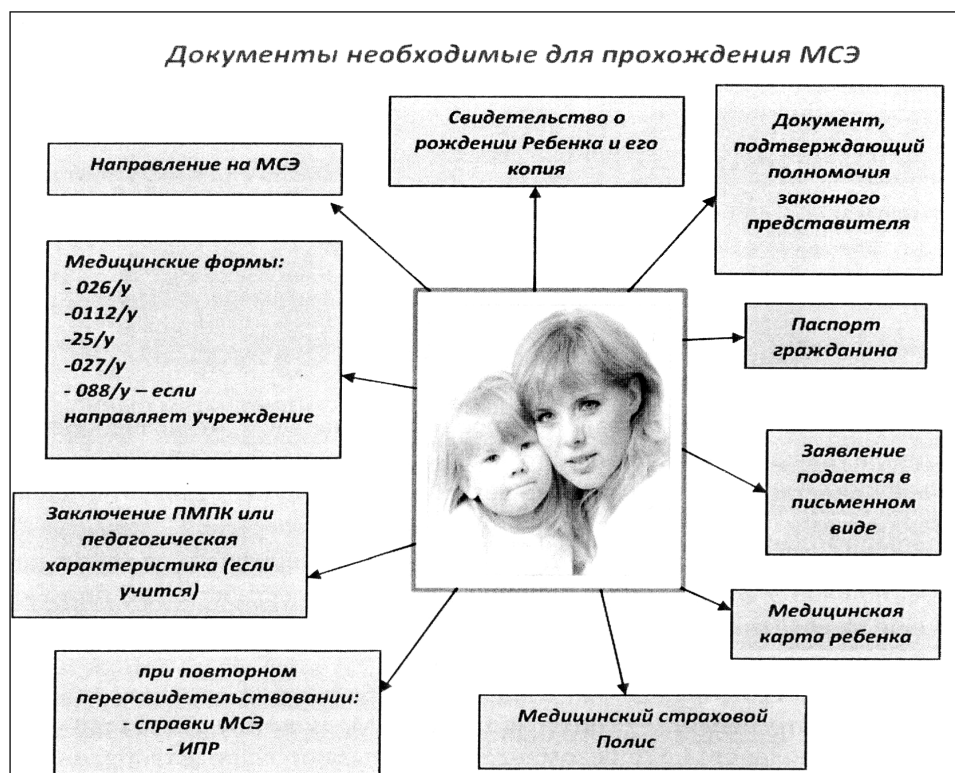 Документы необходимые для прохождения МСЭ
Направление на МСЭ
Свидетельство о
рождении Ребенка и его
копия
Документ,
подтверждающий
полномочия
законного
представителя
Медицинские формы:
- 026/у
-0112/у
-25/у
-027/у
- 088/у – если
направляет учреждение
Паспорт
гражданина
Заявление
подается в
письменном
виде
Заключение ПМПК или
педагогическая
характеристика (если
учится)
Медицинская
карта ребенка
при повторном
переосвидетельствовании:
- справки МСЭ
- ИПР
Медицинский страховой
Полис